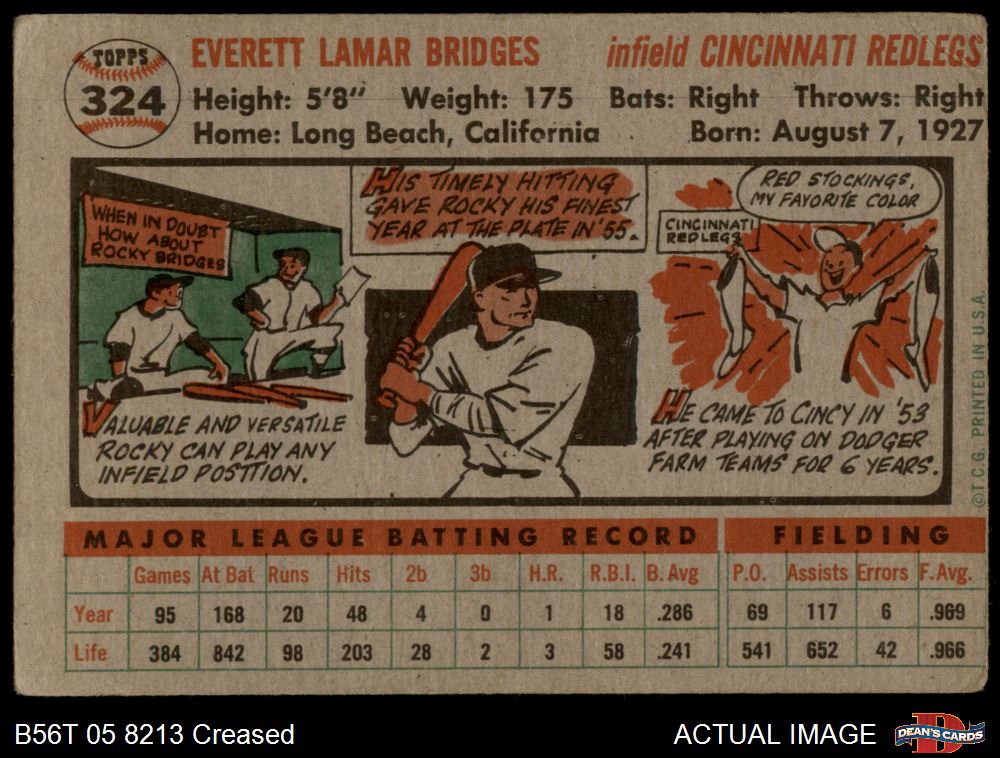 TOPPS
324
EVERETT LAMAR BRIDGES infield CINCINNATI REDLEGS
Height: 5'8" Weight: 175 Bats: Right Throws: Right
Home: Long Beach, California Born: August 7, 1927
WHEN IN DOUBT
HOW ABOUT
ROCKY BRIDGES
VALUABLE AND VERSATILE
ROCKY CAN PLAY ANY
INFIELD POSITION.
HIS TIMELY HITTING
GAVE ROCKY HIS FINEST
YEAR AT THE PLATE IN '55.
RED STOCKINGS,
MY FAVORITE COLOR
CINCINNATI
REDLEGS
HE CAME TO CINCY IN '53
AFTER PLAYING ON DODGER
FARM TEAMS FOR 6 YEARS.
©T.C.G. PRINTED IN U.S.A.
MAJOR LEAGUE BATTING RECORD FIELDING
Games At Bat Runs Hits 2b 3b H.R. R.B.I. B. Avg P.O. Assists Errors F.Avg.
Year 95 168 20 48 4 0 1 18 .286 69 117 6 .969
Life 384 842 98 203 28 2 3 58 .241 541 652 42 .966
B56T 05 8213 Creased ACTUAL IMAGE
D
DEAN'S CARDS